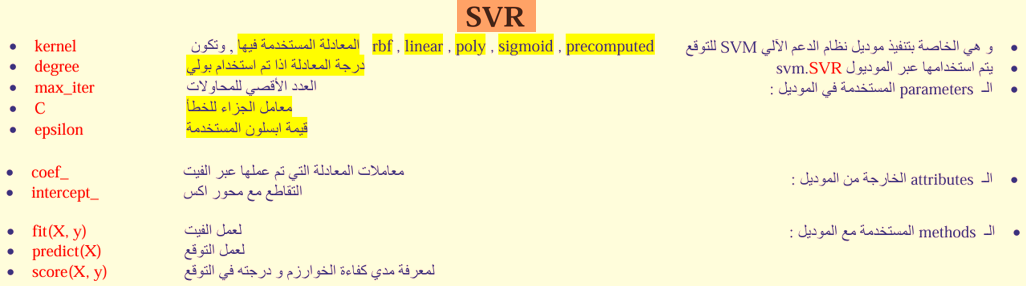 SVR
و هي الخاصة بتنفيذ موديل نظام الدعم الآلي SVM للتوقع
يتم استخدامها عبر الموديول svm.SVR
الـ parameters المستخدمة في الموديل :
kernel المعادلة المستخدمة فيها , وتكون rbf , linear , poly , sigmoid , precomputed
degree درجة المعادلة اذا تم استخدام بولي
max_iter العدد الأقصي للمحاولات
C معامل الجزاء للخطأ
epsilon قيمة ابسلون المستخدمة
الـ attributes الخارجة من الموديل :
coef_ معاملات المعادلة التي تم عملها عبر الفيت
intercept_ التقاطع مع محور اكس
الـ methods المستخدمة مع الموديل :
fit(X, y) لعمل الفيت
predict(X) لعمل التوقع
score(X, y) لمعرفة مدي كفاءة الخوارزم و درجته في التوقع